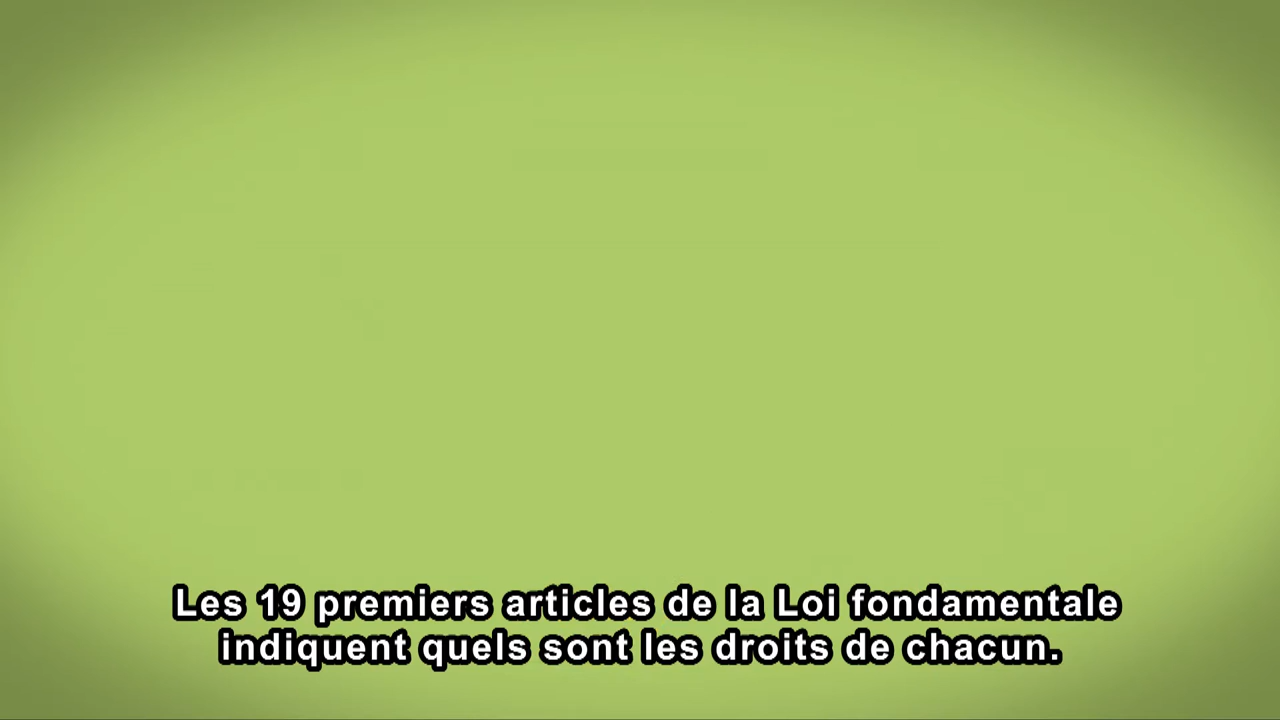 Les 19 premiers articles de la Loi fondamentale
indiquent quels sont les droits de chacun.